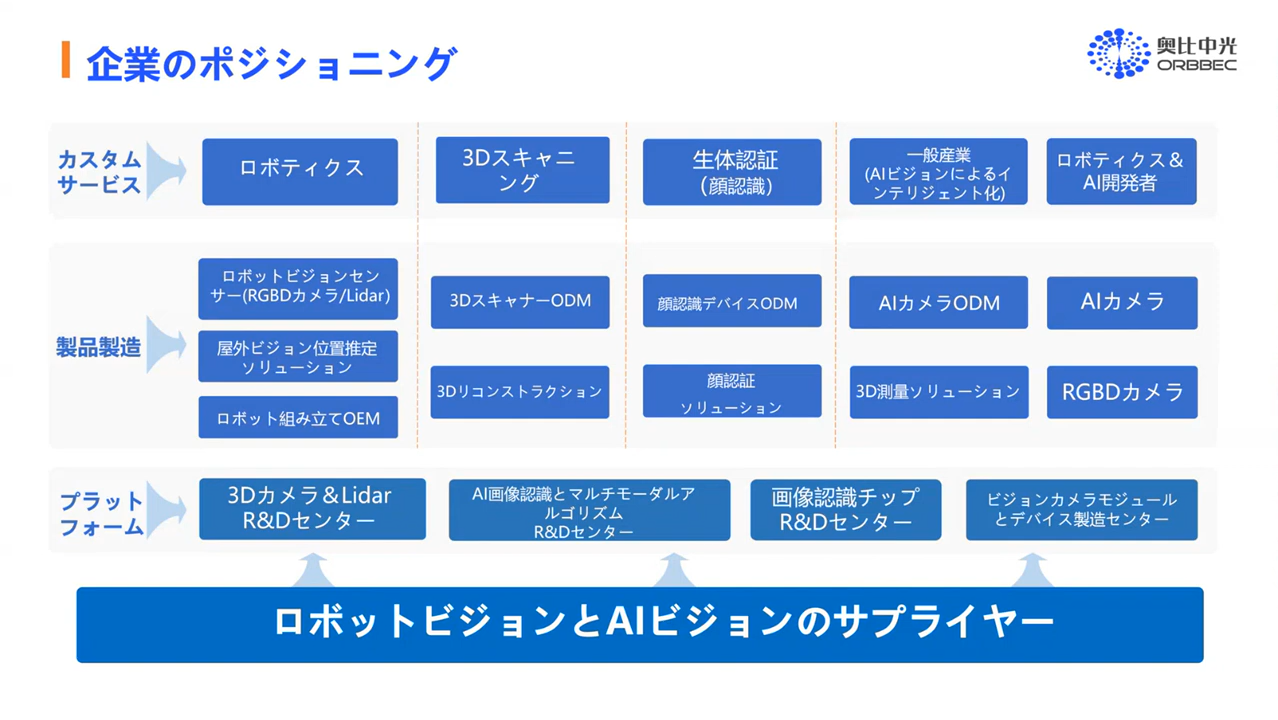 企業のポジショニング
奥比中光
ORBBEC
カスタム
サービス
ロボティクス
3Dスキャニ
ング
生体認証
(顔認識)
一般産業
(AIビジョンによるイ
ンテリジェント化)
ロボティクス＆
AI開発者
製品製造
ロボットビジョンセン
サー(RGBDカメラ/Lidar)
屋外ビジョン位置推定
ソリューション
ロボット組み立てOEM
3DスキャナーODM
3Dリコンストラクション
顔認識デバイスODM
顔認証
ソリューション
AIカメラODM
3D測量ソリューション
AIカメラ
RGBDカメラ
プラット
フォーム
3Dカメラ＆Lidar
R&Dセンター
AI画像認識とマルチモーダルア
ルゴリズム
R&Dセンター
画像認識チップ
R&Dセンター
ビジョンカメラモジュール
とデバイス製造センター
ロボットビジョンとAIビジョンのサプライヤー